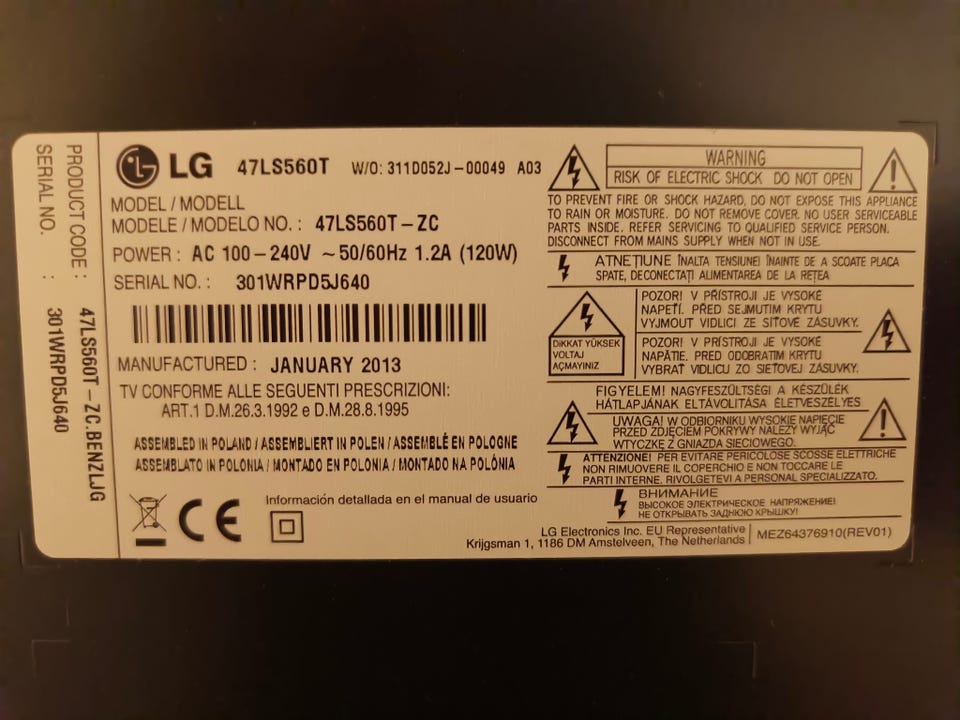 PRODUCT CODE : 47LS560T-ZC.BENZLJG
SERIAL NO. : 301WRPD5J640
LG 47LS560T W/O: 311D052J-00049 A03
MODEL / MODELL
MODELE / MODELO NO. : 47LS560T-ZC
POWER : AC 100-240V ~50/60Hz 1.2A (120W)
SERIAL NO. : 301WRPD5J640
MANUFACTURED : JANUARY 2013
TV CONFORME ALLE SEGUENTI PRESCRIZIONI:
ART.1 D.M.26.3.1992 e D.M.28.8.1995
ASSEMBLED IN POLAND / ASSEMBLIERT IN POLEN / ASSEMBLÉ EN POLOGNE
ASSEMBLATO IN POLONIA / MONTADO EN POLONIA / MONTADO NA POLÓNIA
CE
Información detallada en el manual de usuario
WARNING
RISK OF ELECTRIC SHOCK DO NOT OPEN
TO PREVENT FIRE OR SHOCK HAZARD, DO NOT EXPOSE THIS APPLIANCE
TO RAIN OR MOISTURE. DO NOT REMOVE COVER. NO USER SERVICEABLE
PARTS INSIDE. REFER SERVICING TO QUALIFIED SERVICE PERSON.
DISCONNECT FROM MAINS SUPPLY WHEN NOT IN USE.
ATNEŢIUNE ÎNALTA TENSIUNEI ÎNAINTE DE A SCOATE PLACA
SPATE, DECONECTAŢI ALIMENTAREA DE LA REŢEA
DIKKAT YÜKSEK
VOLTAJ
AÇMAYINIZ
POZOR! V PŘÍSTROJI JE VYSOKÉ
NAPETÍ. PŘED SEJMUTIM KRYTU
VYJMOUT VIDLICI ZE SÍŤOVÉ ZÁSUVKY.
POZOR! V PRÍSTROJI JE VYSOKÉ
NAPÄTIE. PRED ODOBRATIM KRYTU
VYBRAŤ VIDLICU ZO SIEŤOVEJ ZÁSUVKY.
FIGYELEM! NAGYFESZÜLTSÉGI A KÉSZÜLEK
HÁTLAPJÁNAK ELTÁVOLÍTÁSA ÉLETVESZÉLYES
UWAGA! W ODBIORNIKU WYSOKIE NAPIĘCIE
PRZED ZDJĘCIEM POKRYWY NALEŻY WYJĄĆ
WTYCZKE Z GNIAZDA SIECIOWEGO.
ATTENZIONE! PER EVITARE PERICOLOSE SCOSSE ELETTRICHE
NON RIMUOVERE IL COPERCHIO E NON TOCCARE LE
PARTI INTERNE, RIVOLGETEVI A PERSONAL SPECIALIZZATO.
ВНИМАНИЕ
ВЫСОКОЕ ЭЛЕКТРИЧЕСКОЕ НАПРЯЖЕНИЕ!
НЕ ОТКРЫВАТЬ ЗАДНЮЮ КРЫШКУ!
LG Electronics Inc. EU Representative
Krijgsman 1, 1186 DM Amstelveen, The Netherlands
MEZ64376910(REV01)